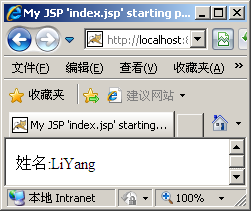 My JSP 'index.jsp' starting p...
http://localhost:8
文件(F) 编辑(E) 查看(V) 收藏夹(A)
收藏夹 建议网站
My JSP 'index.jsp' starting...
姓名:LiYang
本地 Intranet 100%